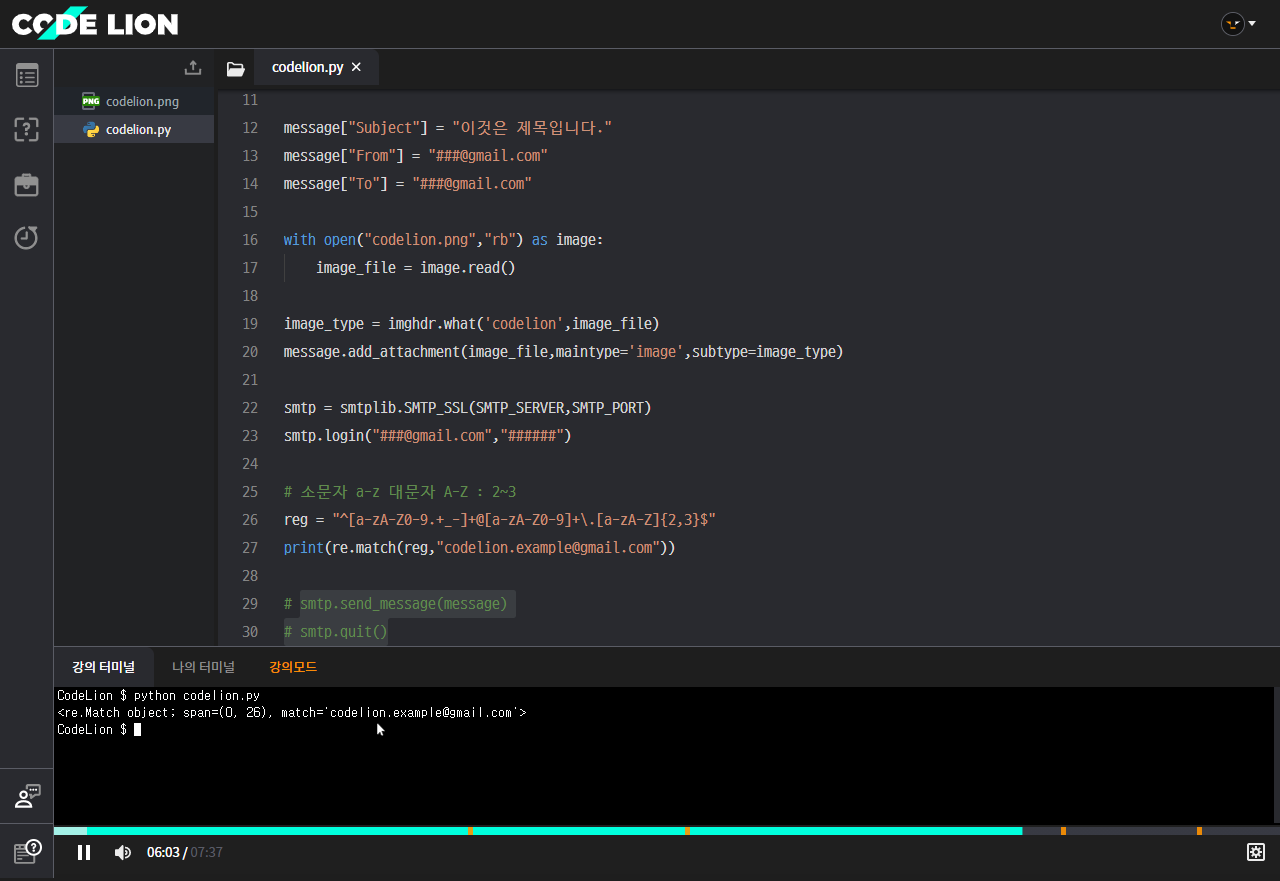 CODE LION
codelion.py ×
PNG codelion.png
codelion.py
11
12 message["Subject"] = "이것은 제목입니다."
13 message["From"] = "###@gmail.com"
14 message["To"] = "###@gmail.com"
15
16 with open("codelion.png","rb") as image:
17 image_file = image.read()
18
19 image_type = imghdr.what('codelion',image_file)
20 message.add_attachment(image_file,maintype='image',subtype=image_type)
21
22 smtp = smtplib.SMTP_SSL(SMTP_SERVER,SMTP_PORT)
23 smtp.login("###@gmail.com","######")
24
25 # 소문자 a-z 대문자 A-Z : 2~3
26 reg = "^[a-zA-Z0-9.+_-]+@[a-zA-Z0-9]+\.[a-zA-Z]{2,3}$"
27 print(re.match(reg,"codelion.example@gmail.com"))
28
29 # smtp.send_message(message)
30 # smtp.quit()
강의 터미널 나의 터미널 강의모드
CodeLion $ python codelion.py
<re.Match object; span=(0, 26), match='codelion.example@gmail.com'>
CodeLion $
06:03 / 07:37